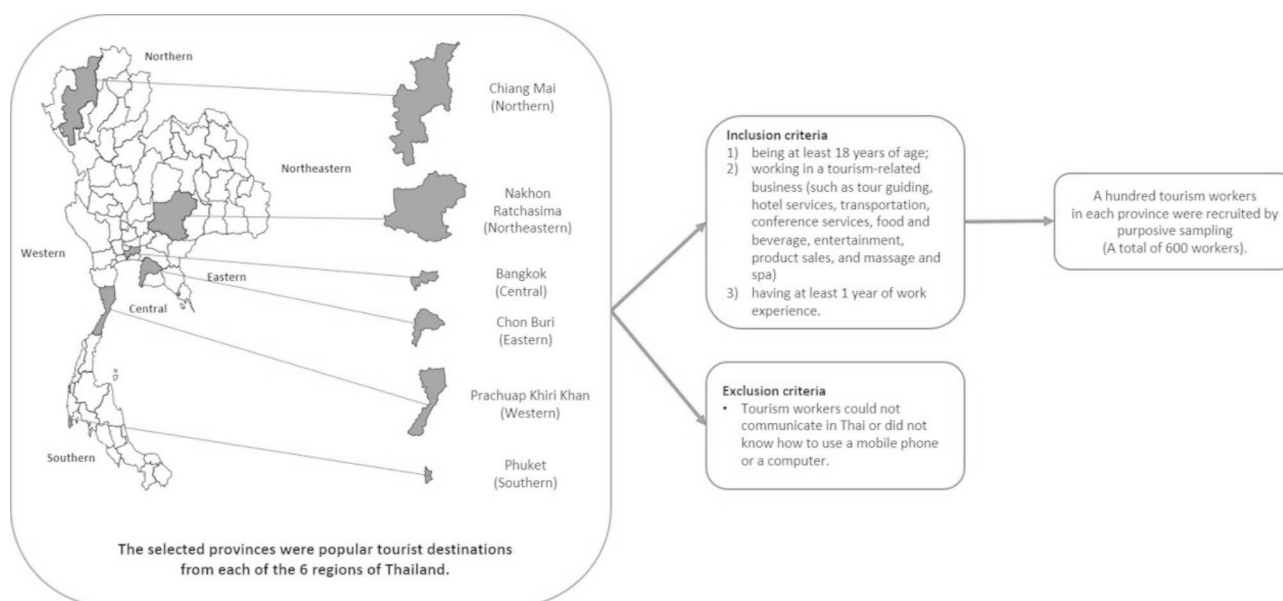 Northern
Northeastern
Western
Eastern
Central
Southern
Chiang Mai
(Northern)
Nakhon
Ratchasima
(Northeastern)
Bangkok
(Central)
Chon Buri
(Eastern)
Prachuap Khiri Khan
(Western)
Phuket
(Southern)
The selected provinces were popular tourist destinations
from each of the 6 regions of Thailand.
Inclusion criteria
1) being at least 18 years of age;
2) working in a tourism-related
business (such as tour guiding,
hotel services, transportation,
conference services, food and
beverage, entertainment,
product sales, and massage and
spa)
3) having at least 1 year of work
experience.
Exclusion criteria
• Tourism workers could not
communicate in Thai or did not
know how to use a mobile phone
or a computer.
A hundred tourism workers
in each province were recruited by
purposive sampling
(A total of 600 workers).